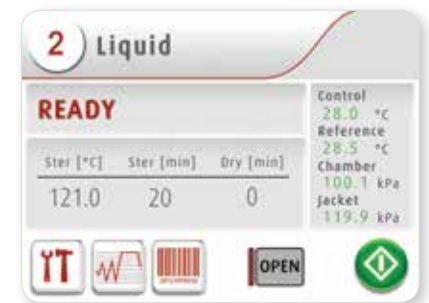 2 Liquid
READY
Ster [°C] Ster [min] Dry [min]
121.0 20 0
Control
28.0 °C
Reference
28.5 °C
Chamber
100.1 kPa
Jacket
119.9 kPa
OPEN